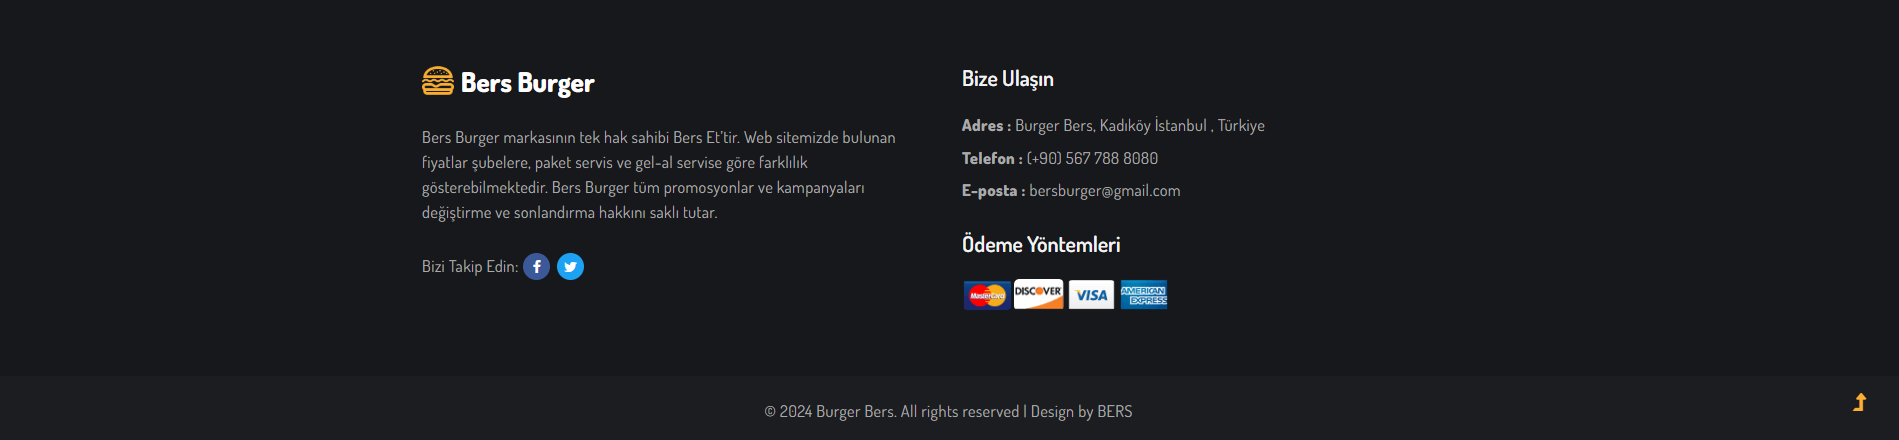 Bers Burger
Bers Burger markasının tek hak sahibi Bers Et'tir. Web sitemizde bulunan
fiyatlar şubelere, paket servis ve gel-al servise göre farklılık
gösterebilmektedir. Bers Burger tüm promosyonlar ve kampanyaları
değiştirme ve sonlandırma hakkını saklı tutar.
Bizi Takip Edin:
Bize Ulaşın
Adres : Burger Bers, Kadıköy İstanbul , Türkiye
Telefon : (+90) 567 788 8080
E-posta : bersburger@gmail.com
Ödeme Yöntemleri
MasterCard DISCOVER VISA AMERICAN
EXPRESS
© 2024 Burger Bers. All rights reserved | Design by BERS